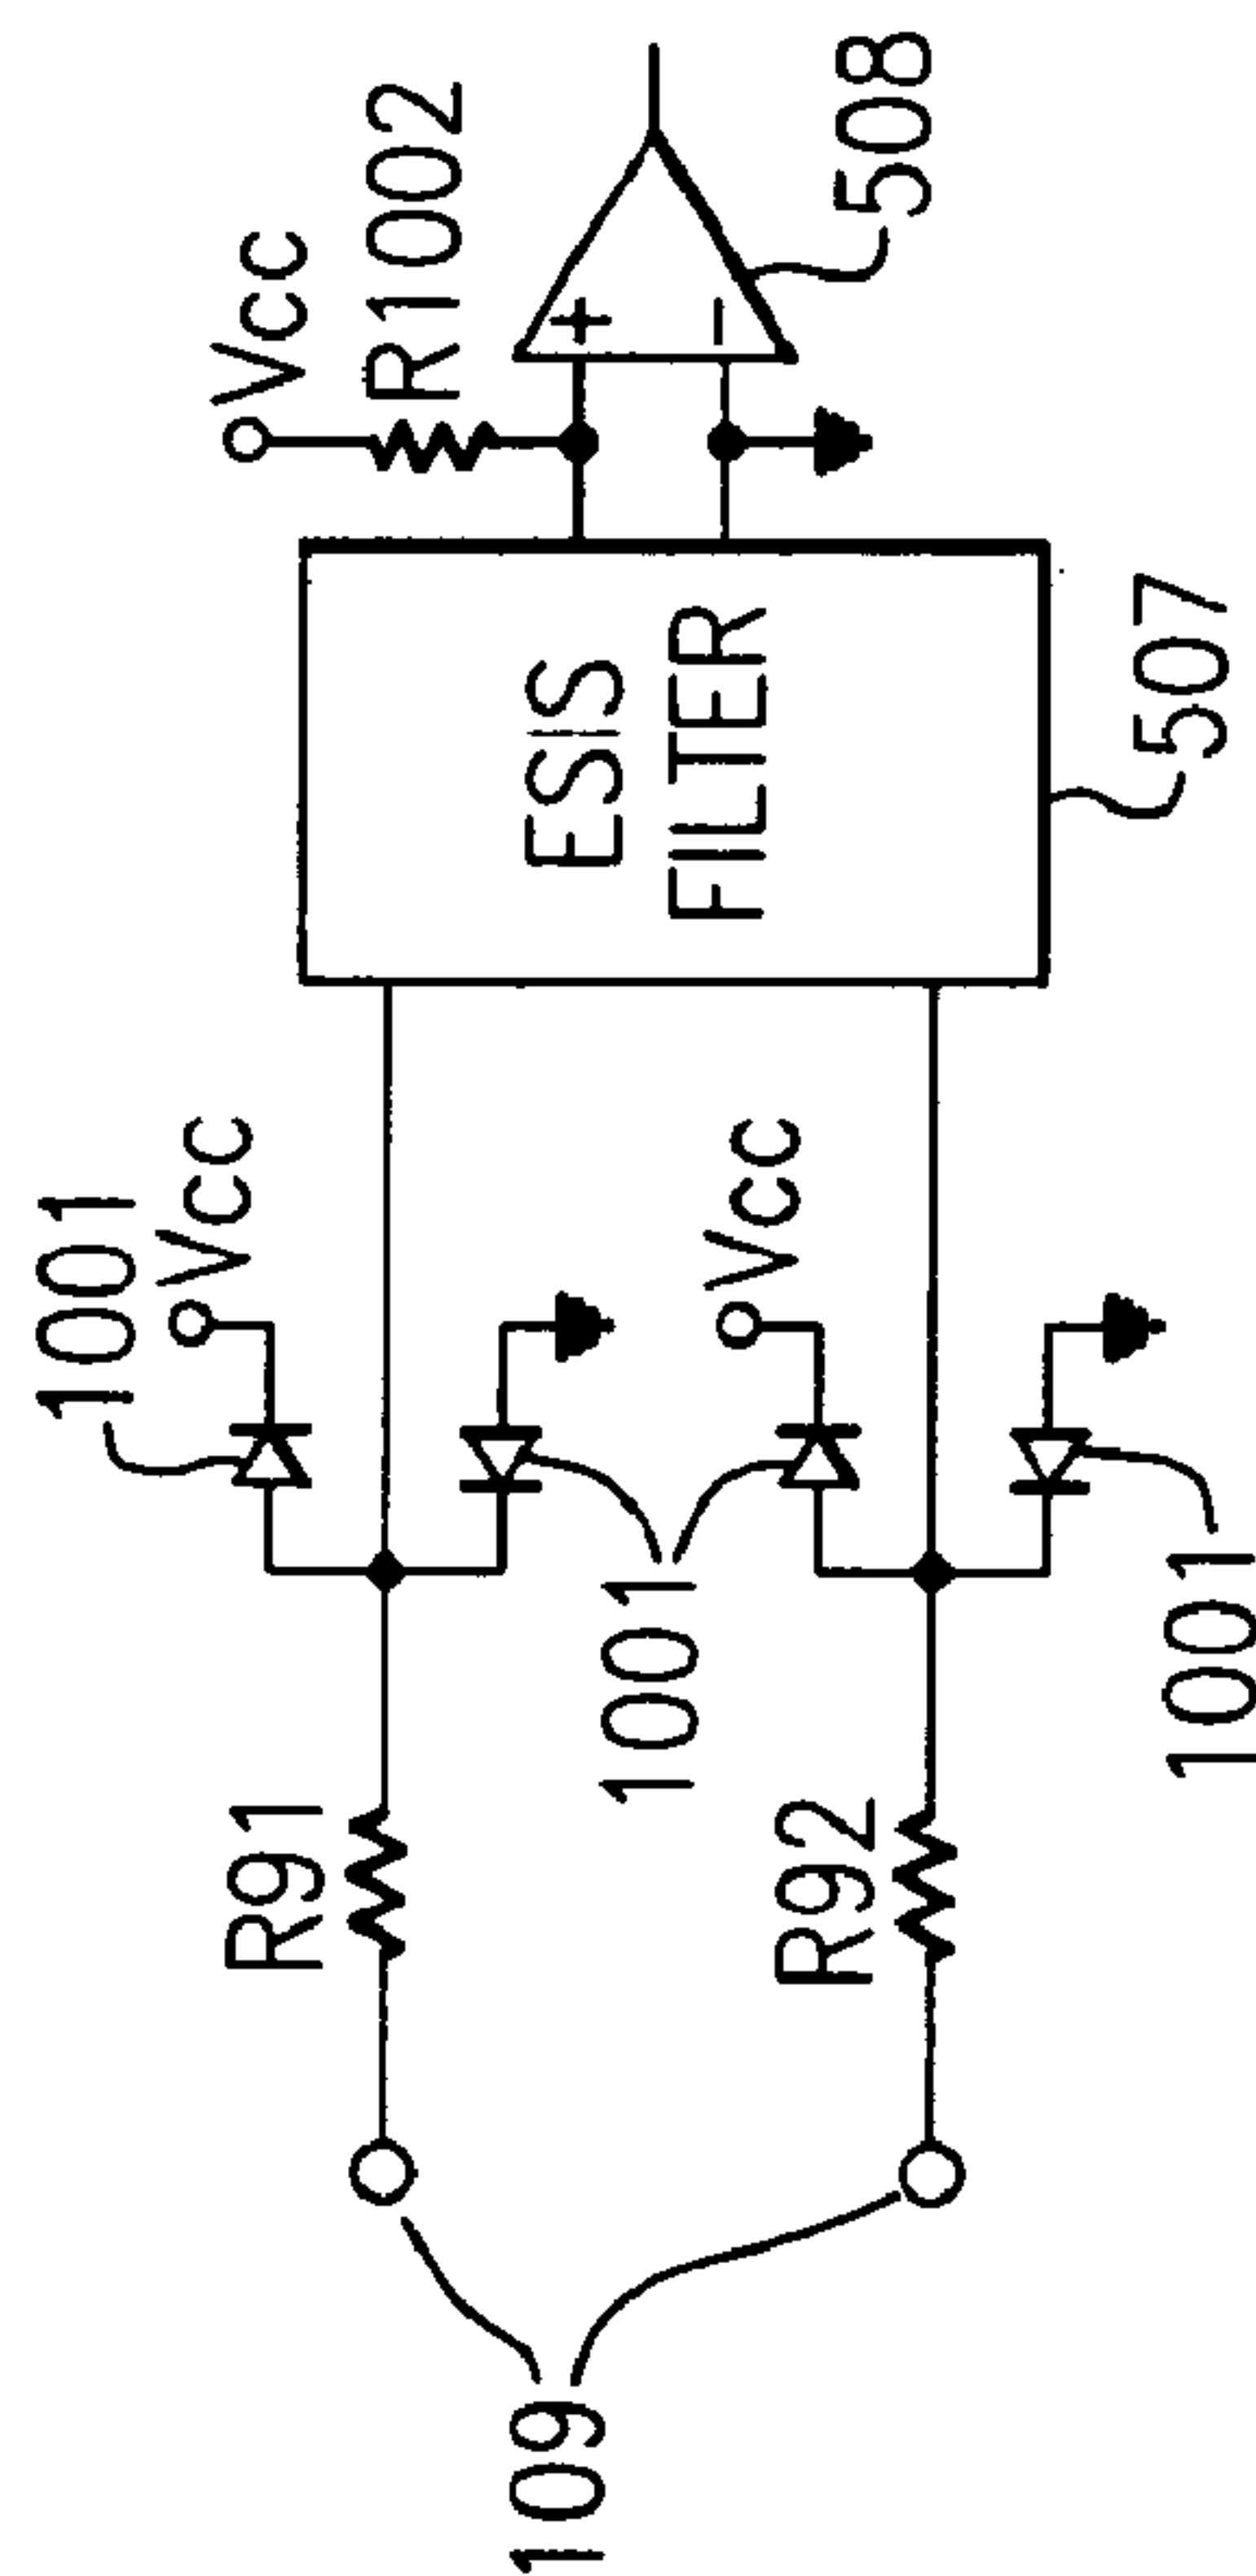 1001
Vcc
Vcc
R1002
R91
ESIS
FILTER
+
−
508
109
1001
Vcc
R92
507
1001